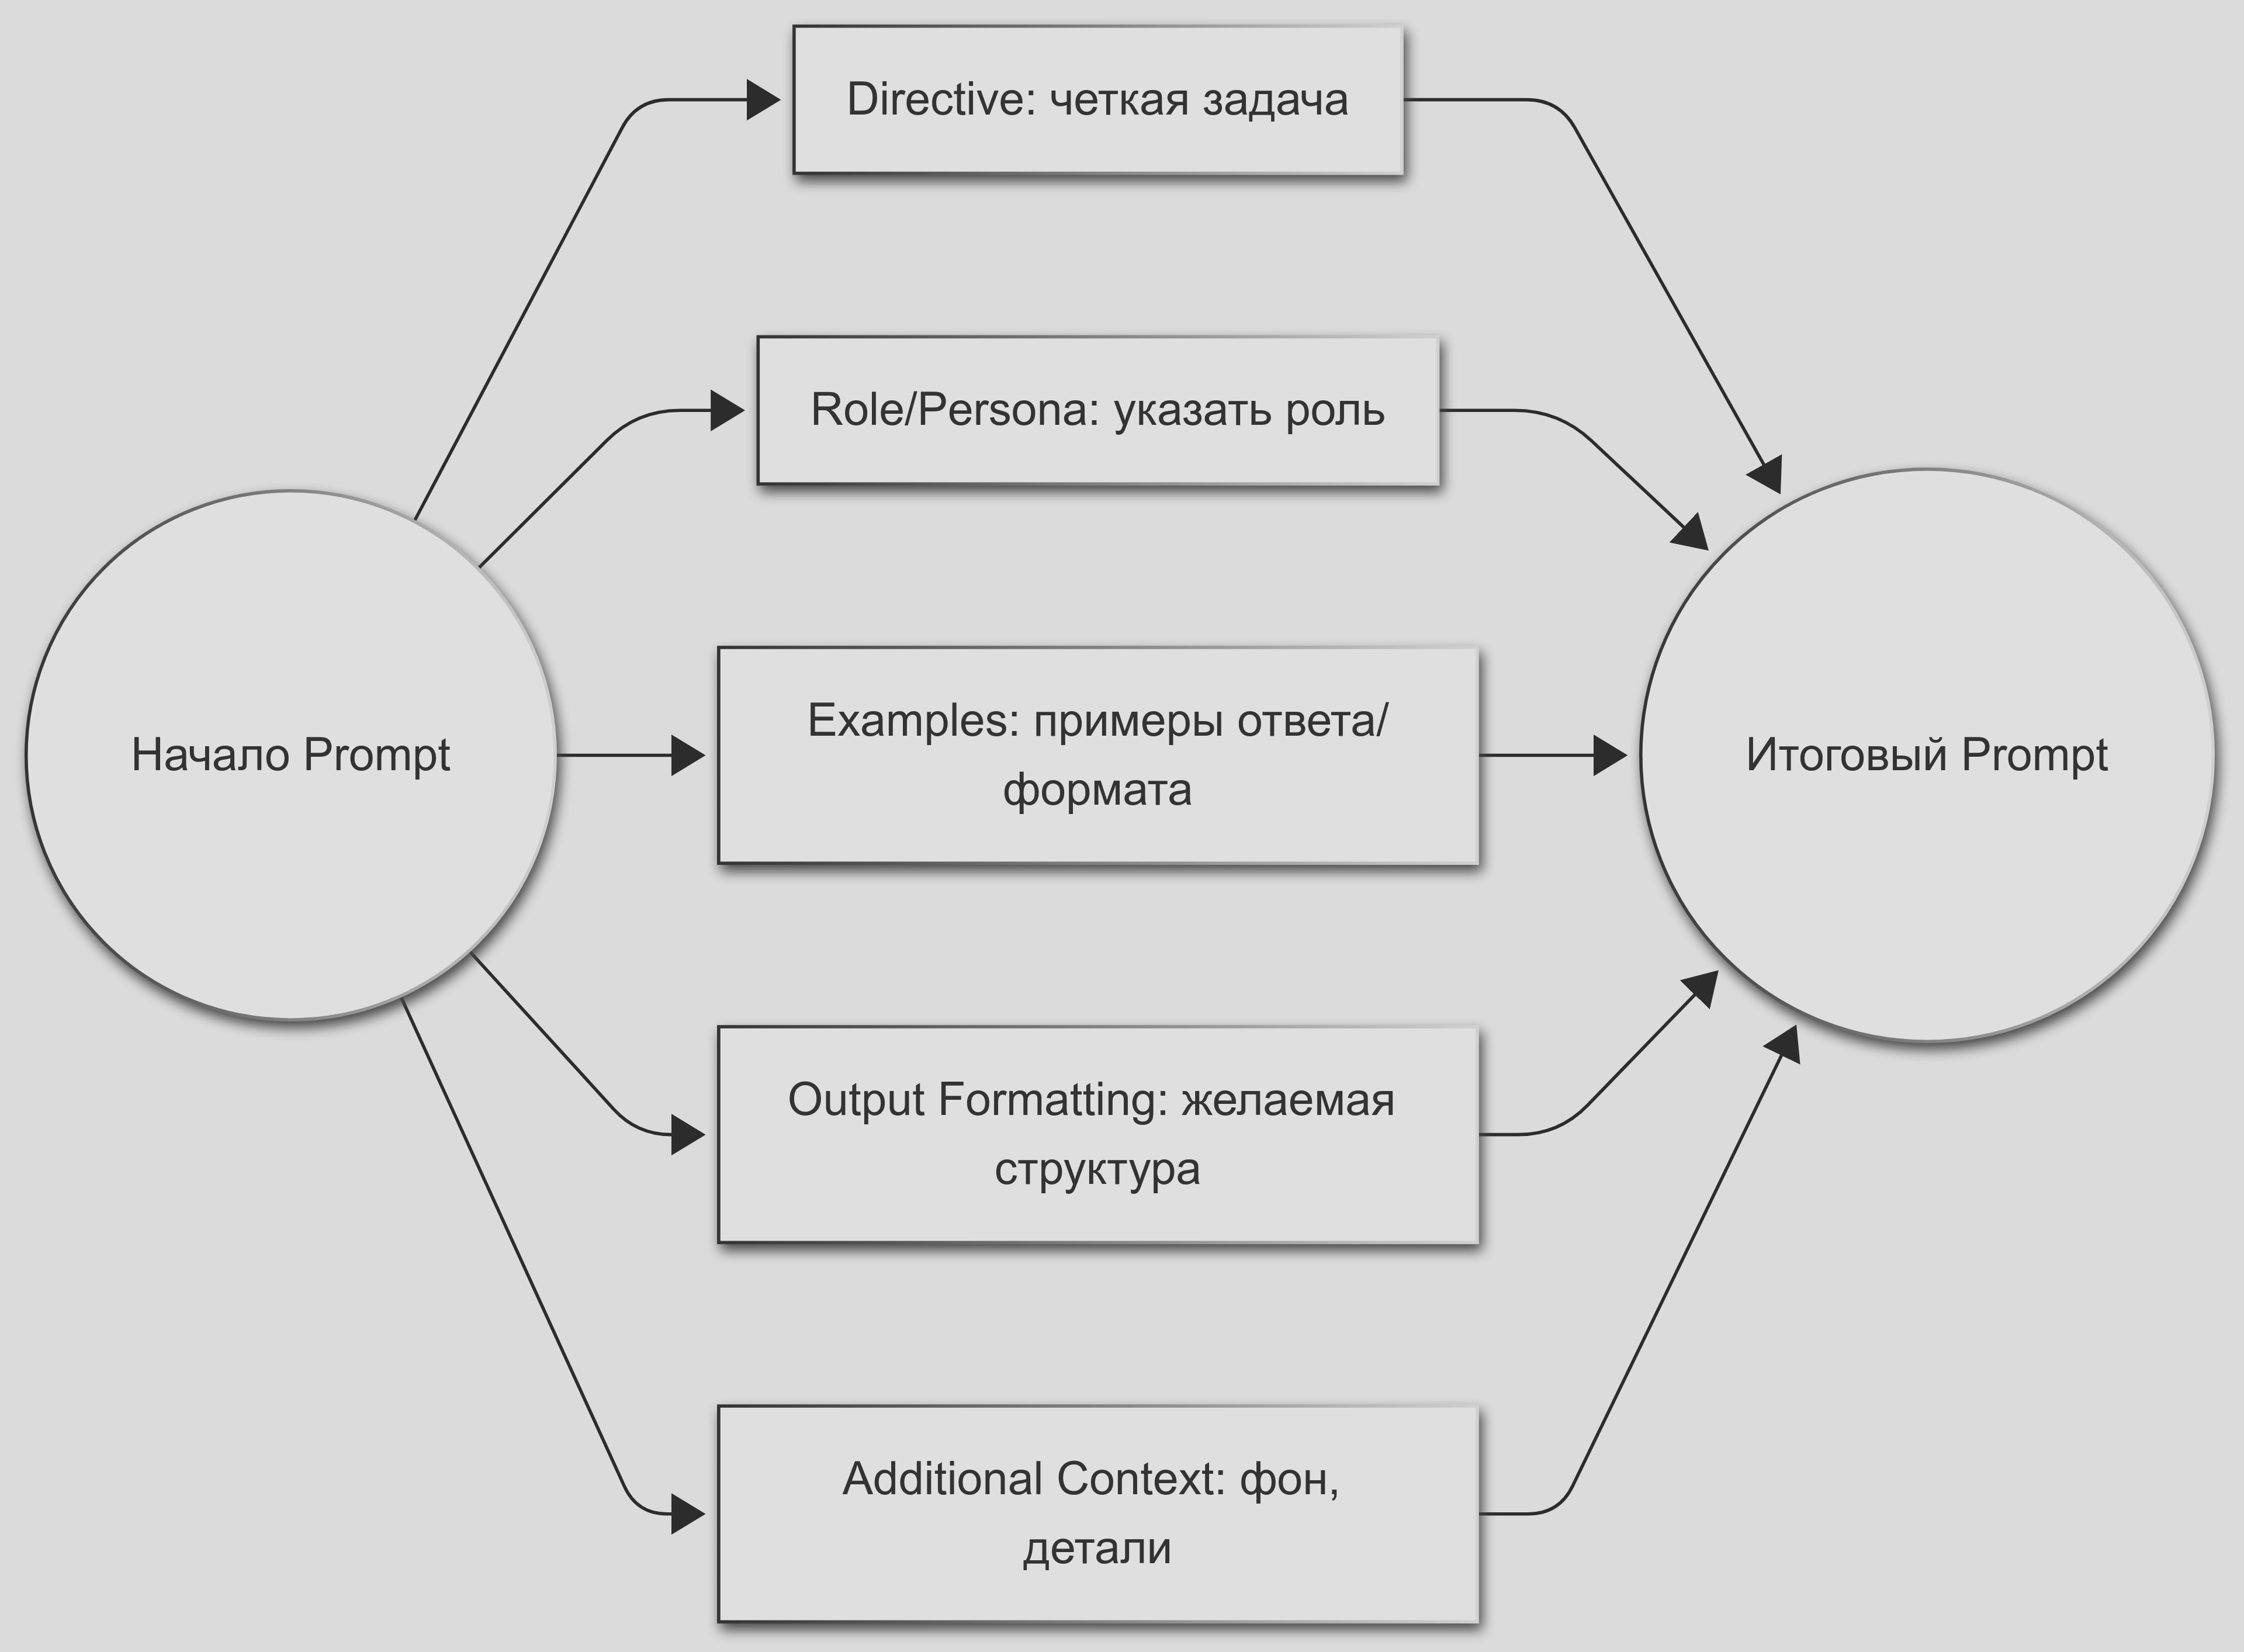 Directive: четкая задача
Role/Persona: указать роль
Начало Prompt
Examples: примеры ответа/
формата
Итоговый Prompt
Output Formatting: желаемая
структура
Additional Context: фон,
детали